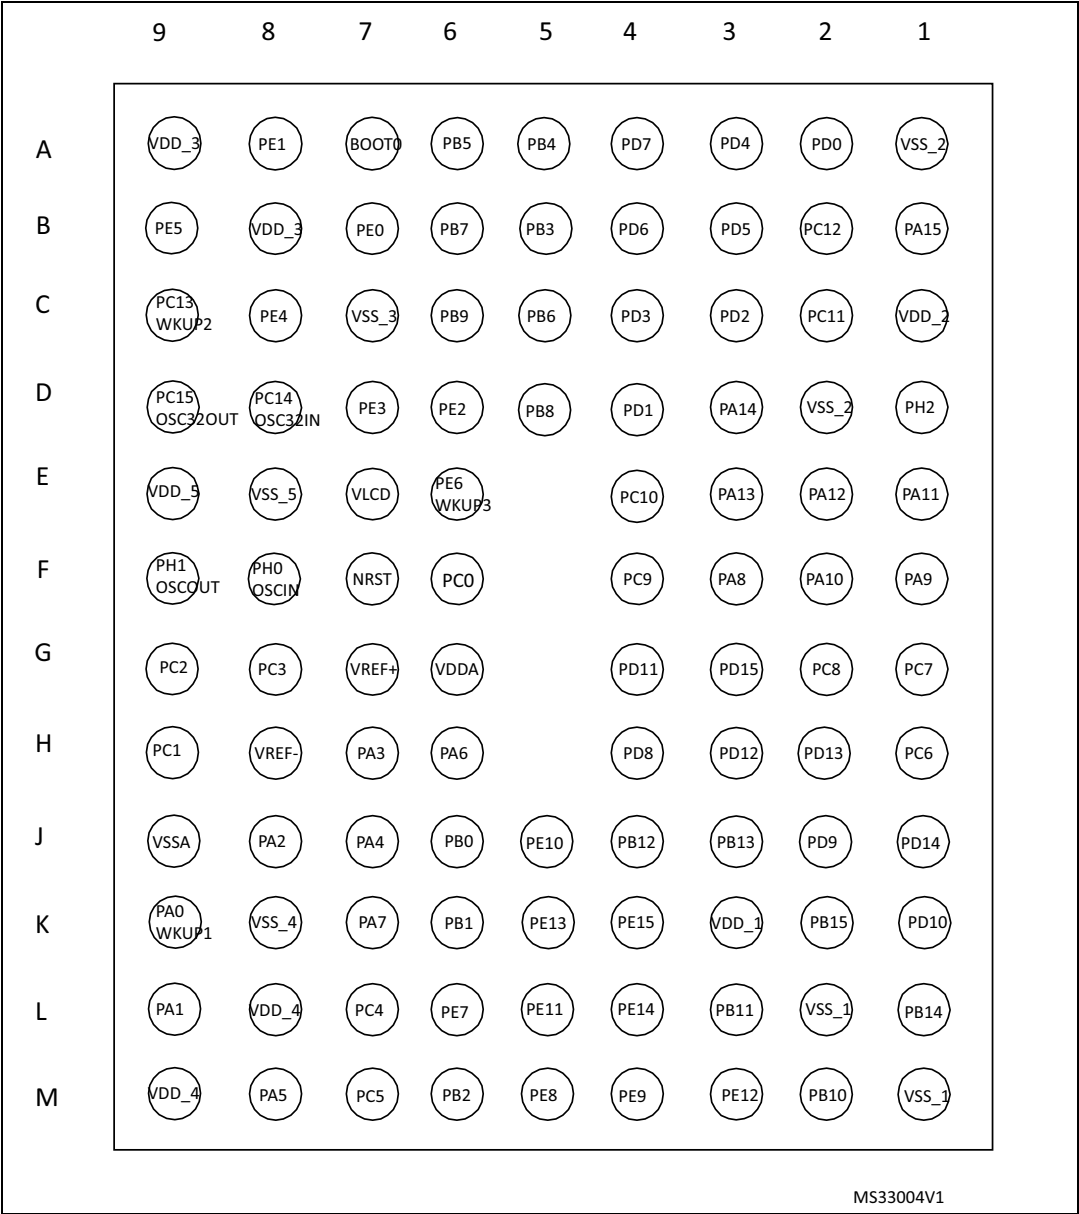 9 8 7 6 5 4 3 2 1
A VDD_3 PE1 BOOT0 PB5 PB4 PD7 PD4 PD0 VSS_2
B PE5 VDD_3 PE0 PB7 PB3 PD6 PD5 PC12 PA15
C PC13 WKUP2 PE4 VSS_3 PB9 PB6 PD3 PD2 PC11 VDD_2
D PC15 OSC32OUT PC14 OSC32IN PE3 PE2 PB8 PD1 PA14 VSS_2 PH2
E VDD_5 VSS_5 VLCD PE6 WKUP3 PC10 PA13 PA12 PA11
F PH1 OSCOUT PH0 OSCIN NRST PC0 PC9 PA8 PA10 PA9
G PC2 PC3 VREF+ VDDA PD11 PD15 PC8 PC7
H PC1 VREF- PA3 PA6 PD8 PD12 PD13 PC6
J VSSA PA2 PA4 PB0 PE10 PB12 PB13 PD9 PD14
K PA0 WKUP1 VSS_4 PA7 PB1 PE13 PE15 VDD_1 PB15 PD10
L PA1 VDD_4 PC4 PE7 PE11 PE14 PB11 VSS_1 PB14
M VDD_4 PA5 PC5 PB2 PE8 PE9 PE12 PB10 VSS_1
MS33004V1